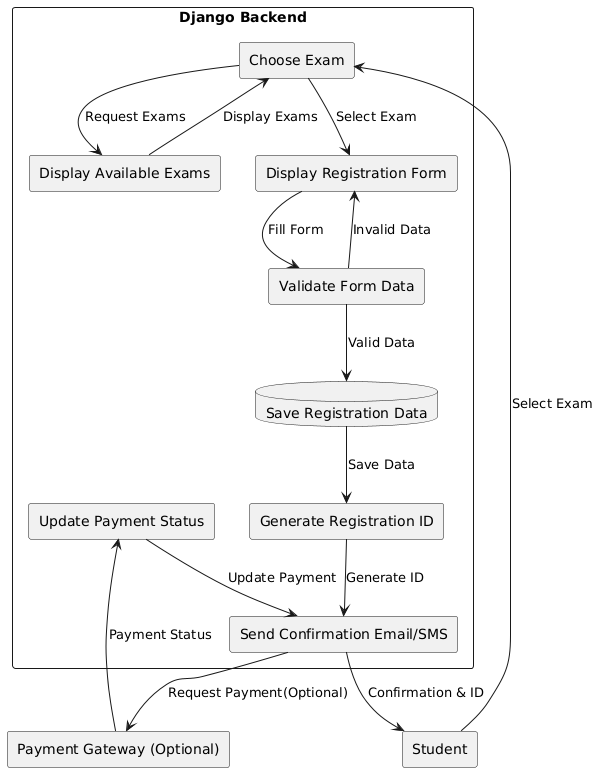 Django Backend
Choose Exam
Request Exams
Display Exams
Select Exam
Display Available Exams
Display Registration Form
Fill Form
Invalid Data
Validate Form Data
Valid Data
Select Exam
Save Registration Data
Save Data
Update Payment Status
Generate Registration ID
Update Payment
Generate ID
Payment Status
Send Confirmation Email/SMS
Request Payment(Optional)
Confirmation & ID
Payment Gateway (Optional)
Student